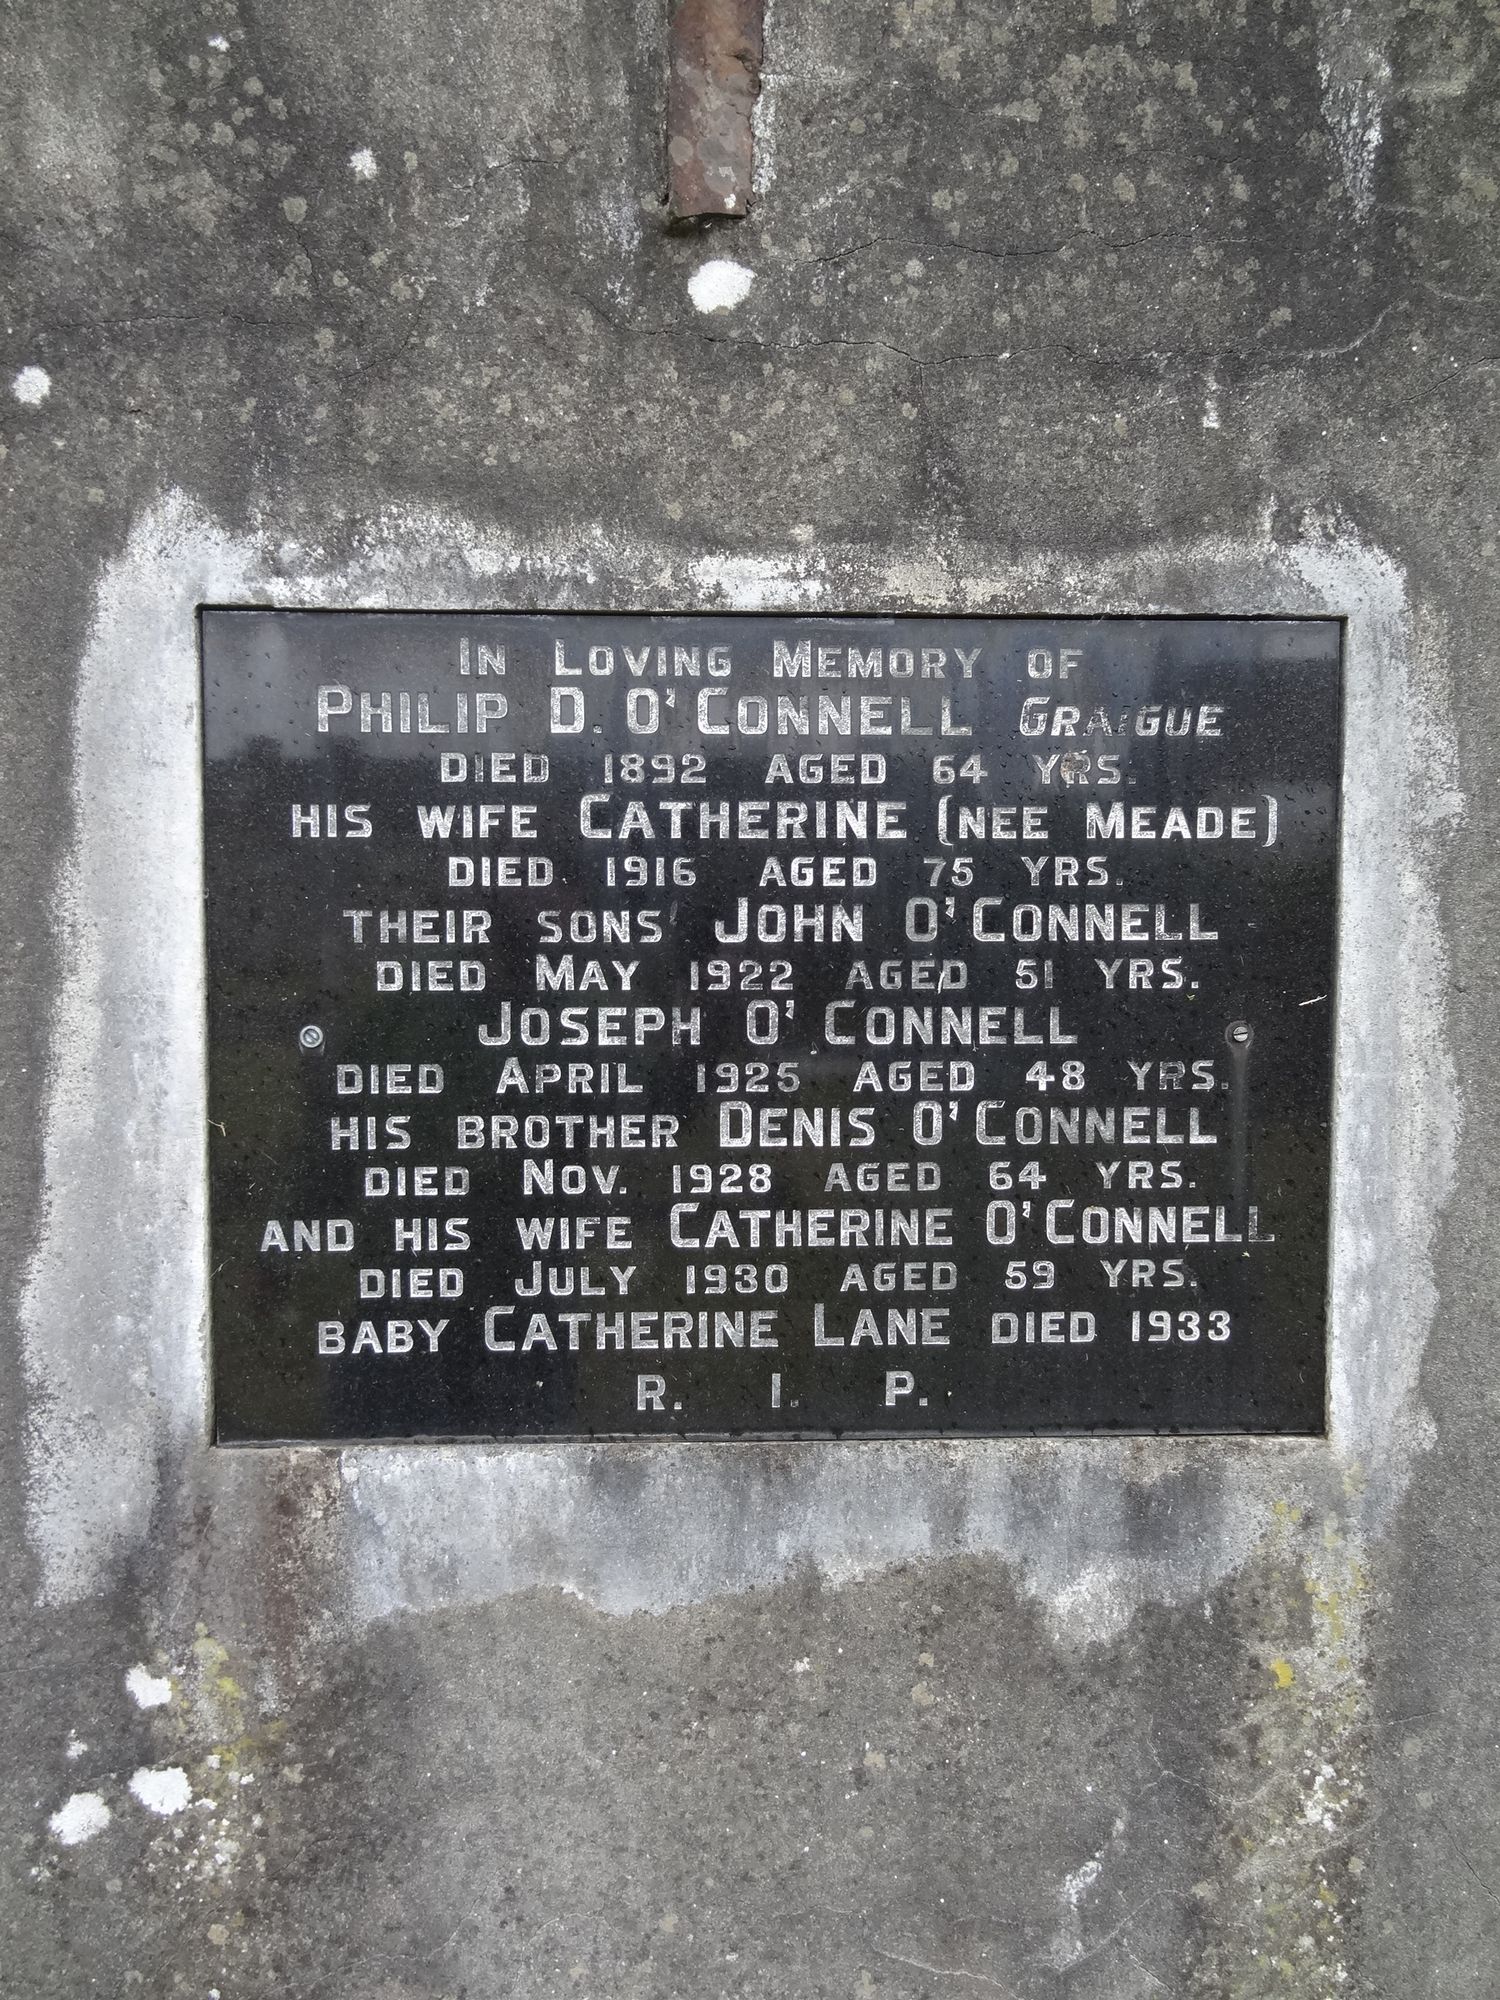 IN LOVING MEMORY OF
PHILIP D. O'CONNELL GRAIGUE
DIED 1892 AGED 64 YRS.
HIS WIFE CATHERINE (NEE MEADE)
DIED 1916 AGED 75 YRS.
THEIR SONS JOHN O'CONNELL
DIED MAY 1922 AGED 51 YRS.
JOSEPH O'CONNELL
DIED APRIL 1925 AGED 48 YRS.
HIS BROTHER DENIS O'CONNELL
DIED NOV. 1928 AGED 64 YRS.
AND HIS WIFE CATHERINE O'CONNELL
DIED JULY 1930 AGED 59 YRS.
BABY CATHERINE LANE DIED 1933
R. I. P.